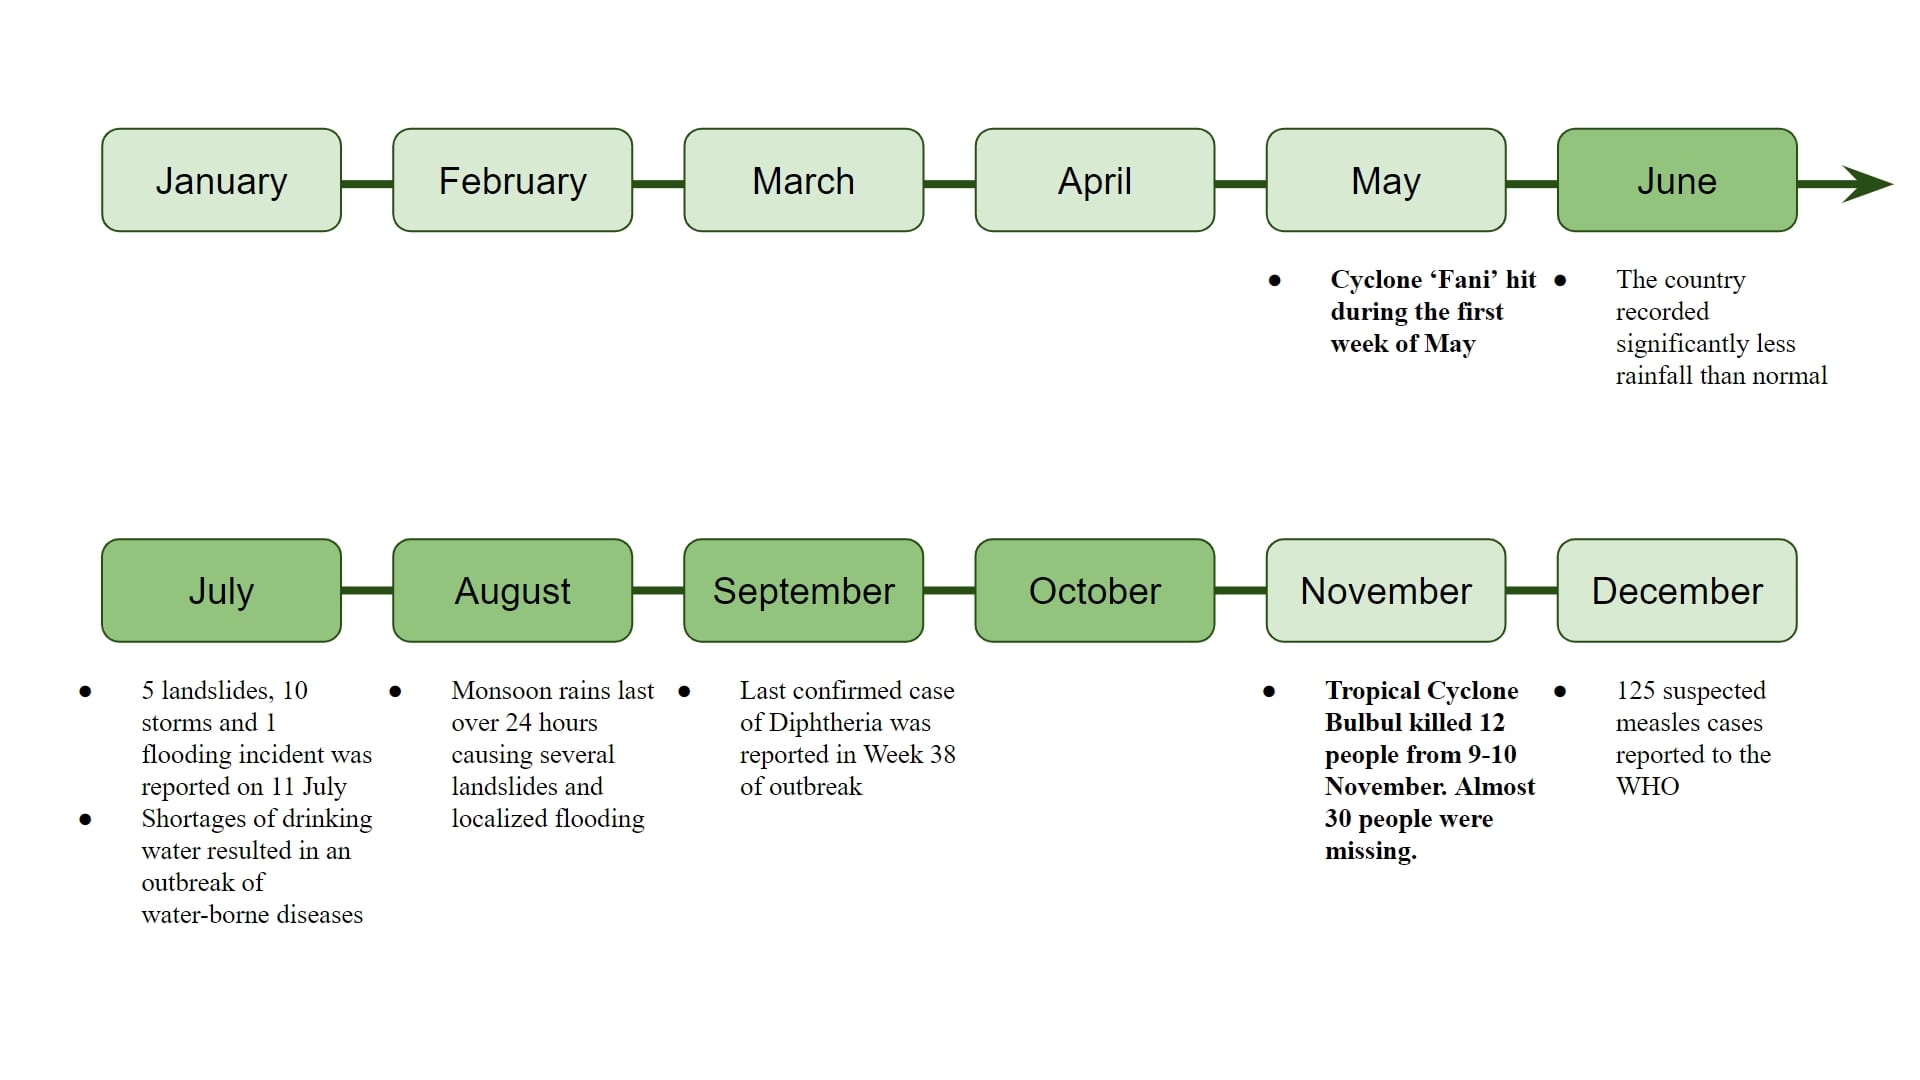 January
February
March
April
May
June
● Cyclone ‘Fani’ hit
during the first
week of May
● The country
recorded
significantly less
rainfall than normal
July
August
September
October
November
December
● 5 landslides, 10
storms and 1
flooding incident was
reported on 11 July
● Shortages of drinking
water resulted in an
outbreak of
water-borne diseases
● Monsoon rains last
over 24 hours
causing several
landslides and
localized flooding
● Last confirmed case
of Diphtheria was
reported in Week 38
of outbreak
● Tropical Cyclone
Bulbul killed 12
people from 9-10
November. Almost
30 people were
missing.
● 125 suspected
measles cases
reported to the
WHO